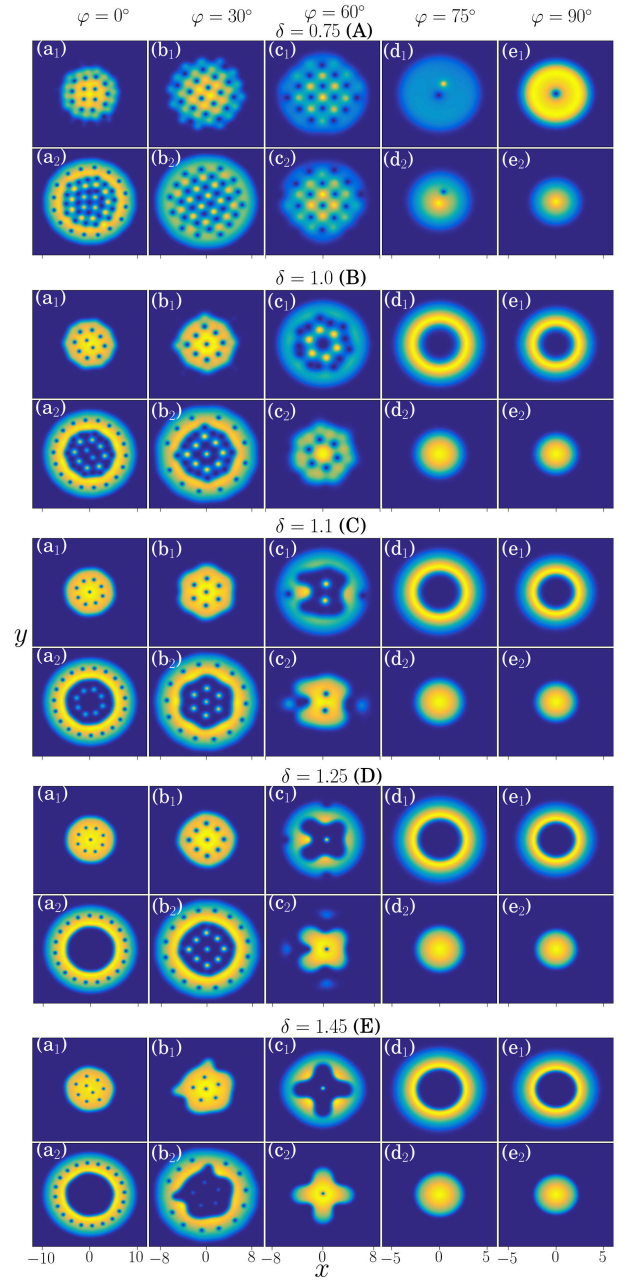 φ = 0° φ = 30° φ = 60° φ = 75° φ = 90°
δ = 0.75 (A)
(a₁) (b₁) (c₁) (d₁) (e₁)
(a₂) (b₂) (c₂) (d₂) (e₂)
δ = 1.0 (B)
(a₁) (b₁) (c₁) (d₁) (e₁)
(a₂) (b₂) (c₂) (d₂) (e₂)
δ = 1.1 (C)
(a₁) (b₁) (c₁) (d₁) (e₁)
y
(a₂) (b₂) (c₂) (d₂) (e₂)
δ = 1.25 (D)
(a₁) (b₁) (c₁) (d₁) (e₁)
(a₂) (b₂) (c₂) (d₂) (e₂)
δ = 1.45 (E)
(a₁) (b₁) (c₁) (d₁) (e₁)
(a₂) (b₂) (c₂) (d₂) (e₂)
−10 0 10 −8 0 8 −8 0 8 −5 0 5 −5 0 5
x